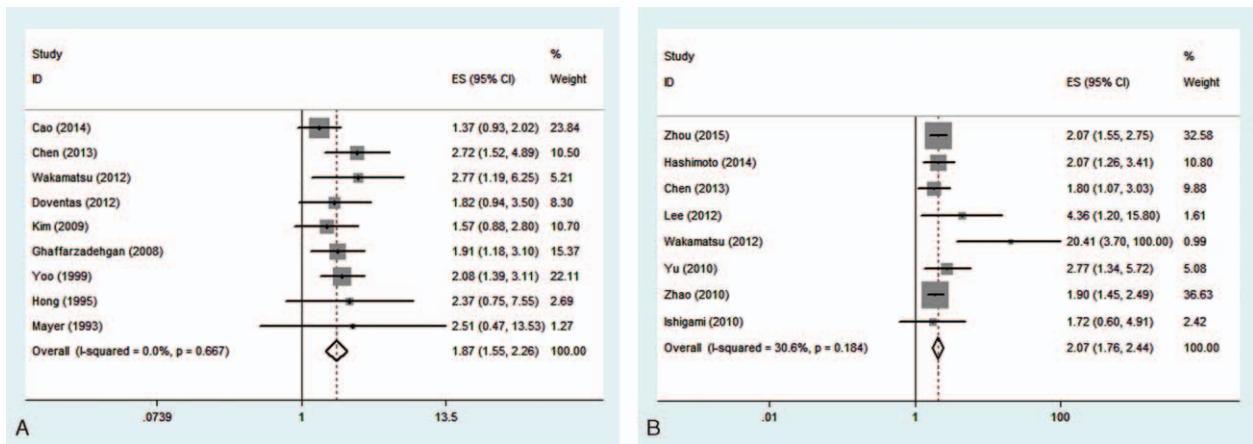 Study %
ID ES (95% CI) Weight
Cao (2014) 1.37 (0.93, 2.02) 23.84
Chen (2013) 2.72 (1.52, 4.89) 10.50
Wakamatsu (2012) 2.77 (1.19, 6.25) 5.21
Doventas (2012) 1.82 (0.94, 3.50) 8.30
Kim (2009) 1.57 (0.88, 2.80) 10.70
Ghaffarzadehgan (2008) 1.91 (1.18, 3.10) 15.37
Yoo (1999) 2.08 (1.39, 3.11) 22.11
Hong (1995) 2.37 (0.75, 7.55) 2.69
Mayer (1993) 2.51 (0.47, 13.53) 1.27
Overall (I-squared = 0.0%, p = 0.667) 1.87 (1.55, 2.26) 100.00
.0739 1 13.5
A
Study %
ID ES (95% CI) Weight
Zhou (2015) 2.07 (1.55, 2.75) 32.58
Hashimoto (2014) 2.07 (1.26, 3.41) 10.80
Chen (2013) 1.80 (1.07, 3.03) 9.88
Lee (2012) 4.36 (1.20, 15.80) 1.61
Wakamatsu (2012) 20.41 (3.70, 100.00) 0.99
Yu (2010) 2.77 (1.34, 5.72) 5.08
Zhao (2010) 1.90 (1.45, 2.49) 36.63
Ishigami (2010) 1.72 (0.60, 4.91) 2.42
Overall (I-squared = 30.6%, p = 0.184) 2.07 (1.76, 2.44) 100.00
.01 1 100
B